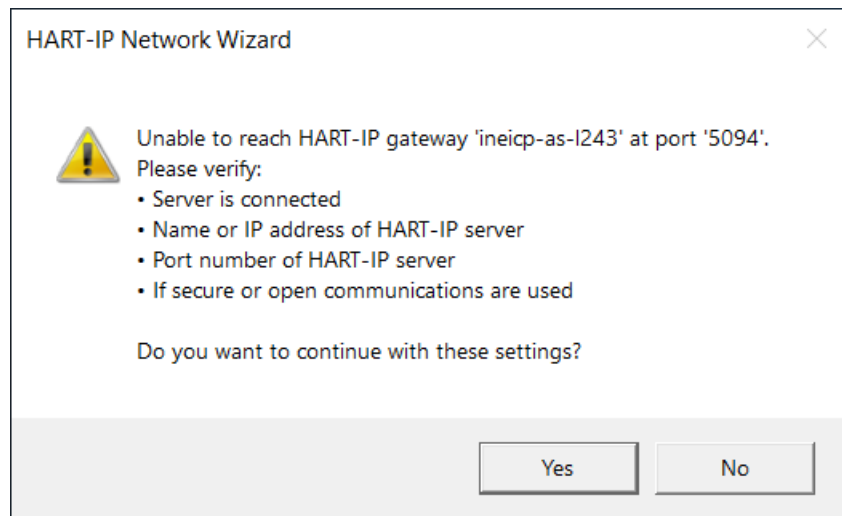 HART-IP Network Wizard
Unable to reach HART-IP gateway 'ineicp-as-l243' at port '5094'.
Please verify:
• Server is connected
• Name or IP address of HART-IP server
• Port number of HART-IP server
• If secure or open communications are used
Do you want to continue with these settings?
Yes
No